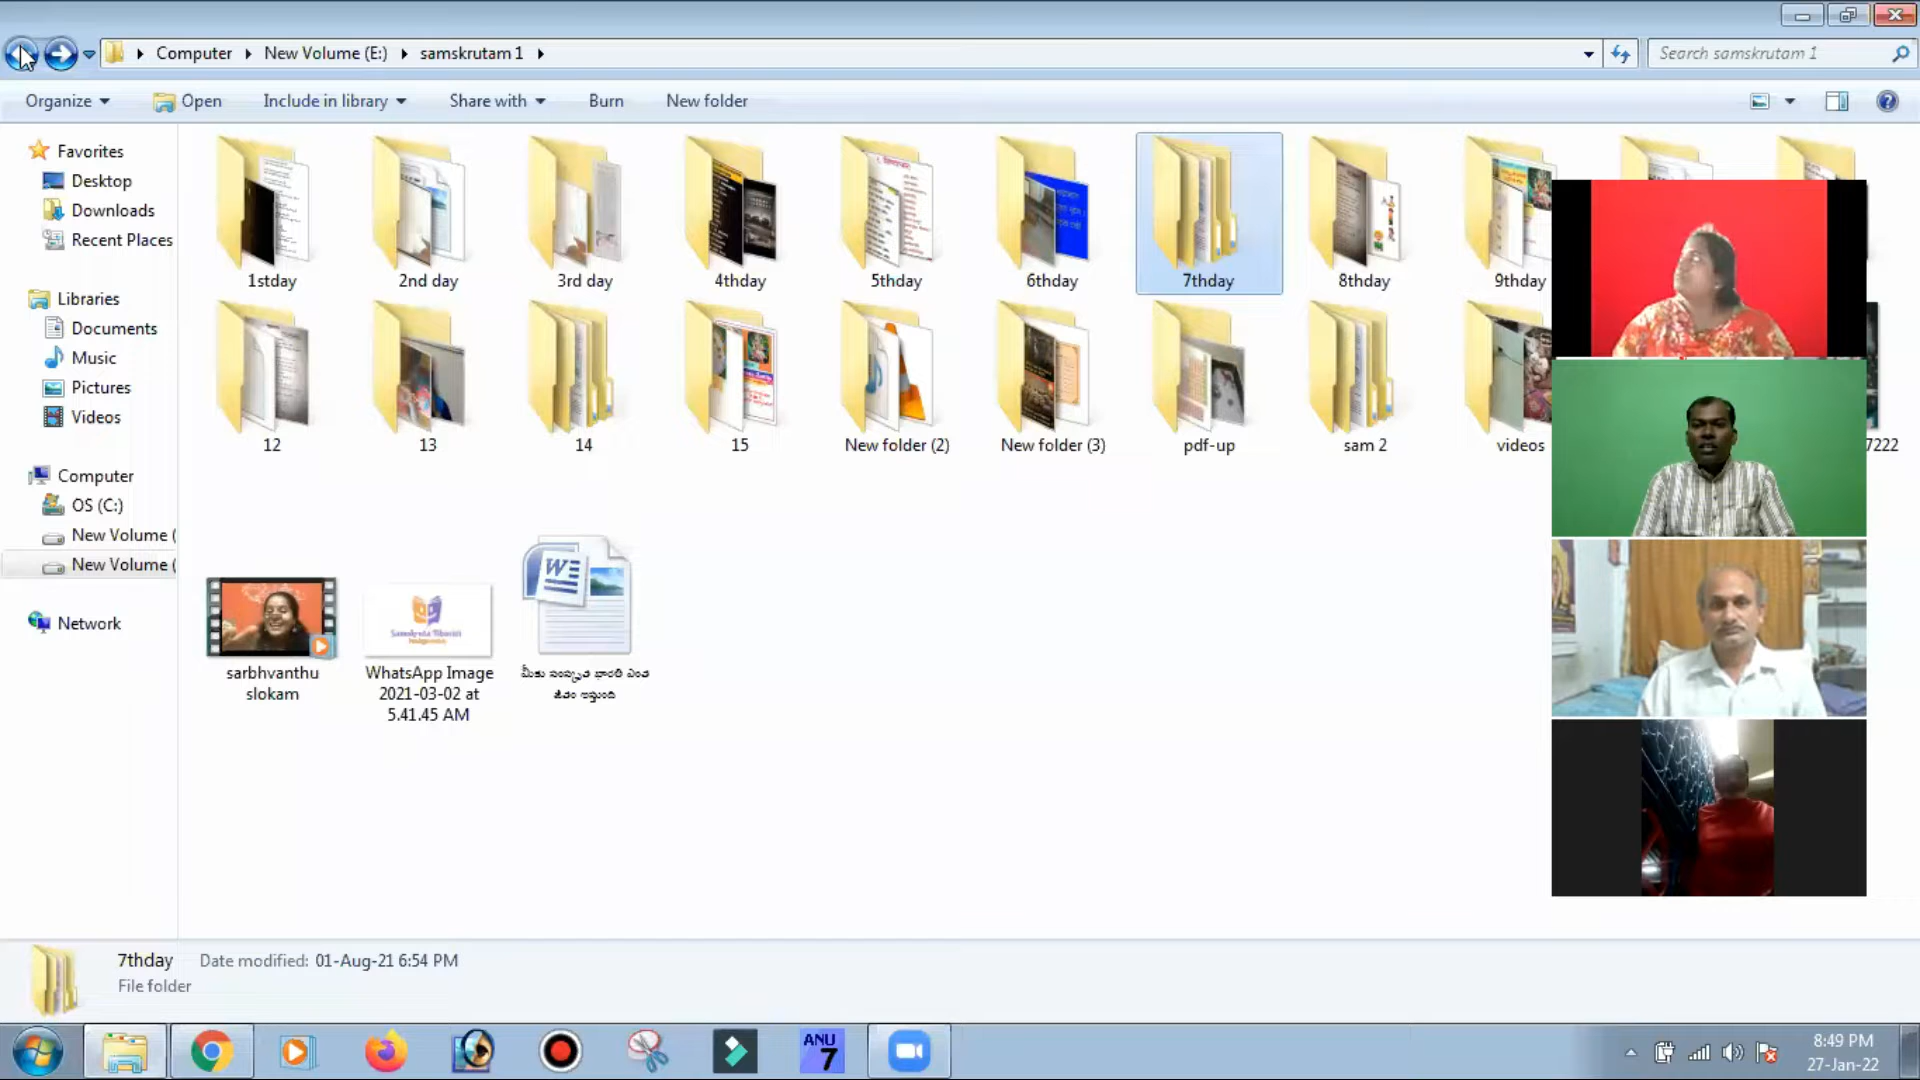 Computer New Volume (E:) samskrutam 1
Search samskrutam 1
Organize Open Include in library Share with Burn New folder
Favorites
Desktop
Downloads
Recent Places
Libraries
Documents
Music
Pictures
Videos
Computer
OS (C:)
New Volume (
New Volume (
Network
1stday 2nd day 3rd day 4thday 5thday 6thday 7thday 8thday 9thday
12 13 14 15 New folder (2) New folder (3) pdf-up sam 2 videos 7222
sarbhvanthu
slokam
WhatsApp Image
2021-03-02 at
5.41.45 AM
మీకు సంస్కృత భారతి ఎంత
జీతం ఇస్తుంది
7thday Date modified: 01-Aug-21 6:54 PM
File folder
ANU
7
8:49 PM
27-Jan-22